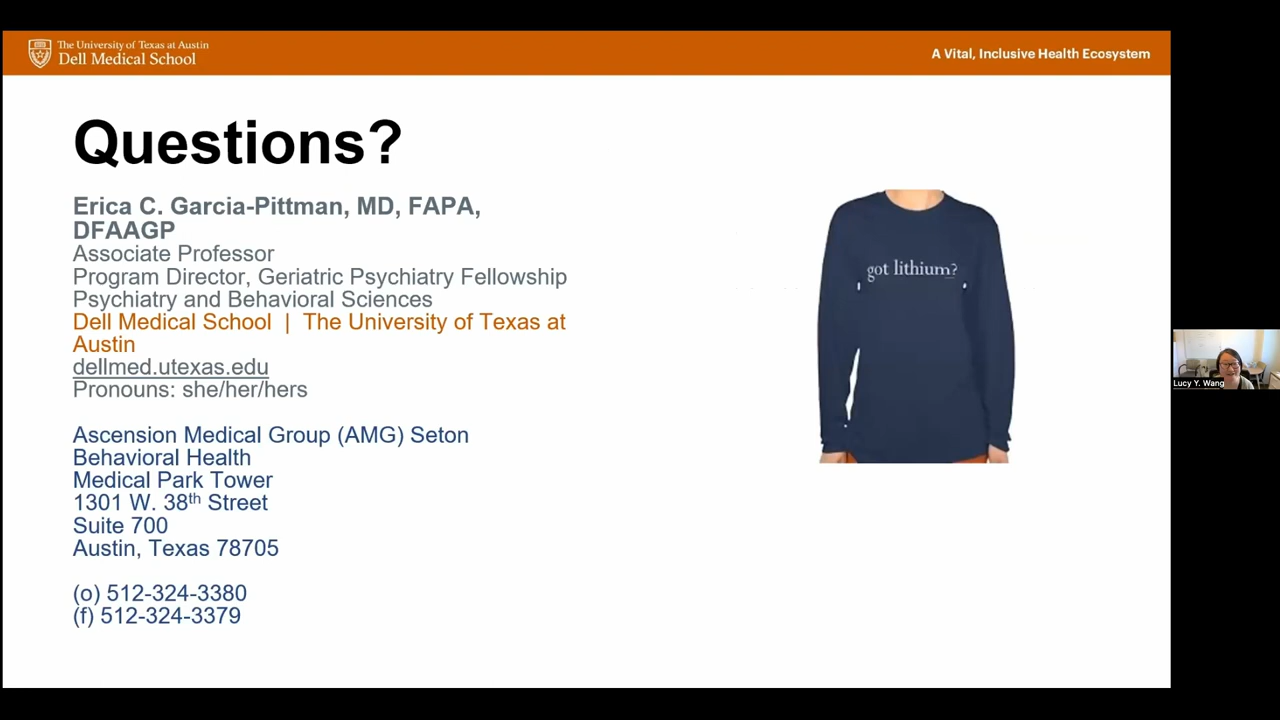 The University of Texas at Austin
Dell Medical School
A Vital, Inclusive Health Ecosystem
Questions?
Erica C. Garcia-Pittman, MD, FAPA,
DFAAGP
Associate Professor
Program Director, Geriatric Psychiatry Fellowship
Psychiatry and Behavioral Sciences
Dell Medical School | The University of Texas at
Austin
dellmed.utexas.edu
Pronouns: she/her/hers
Ascension Medical Group (AMG) Seton
Behavioral Health
Medical Park Tower
1301 W. 38th Street
Suite 700
Austin, Texas 78705
(o) 512-324-3380
(f) 512-324-3379
got lithium?
Lucy Y. Wang